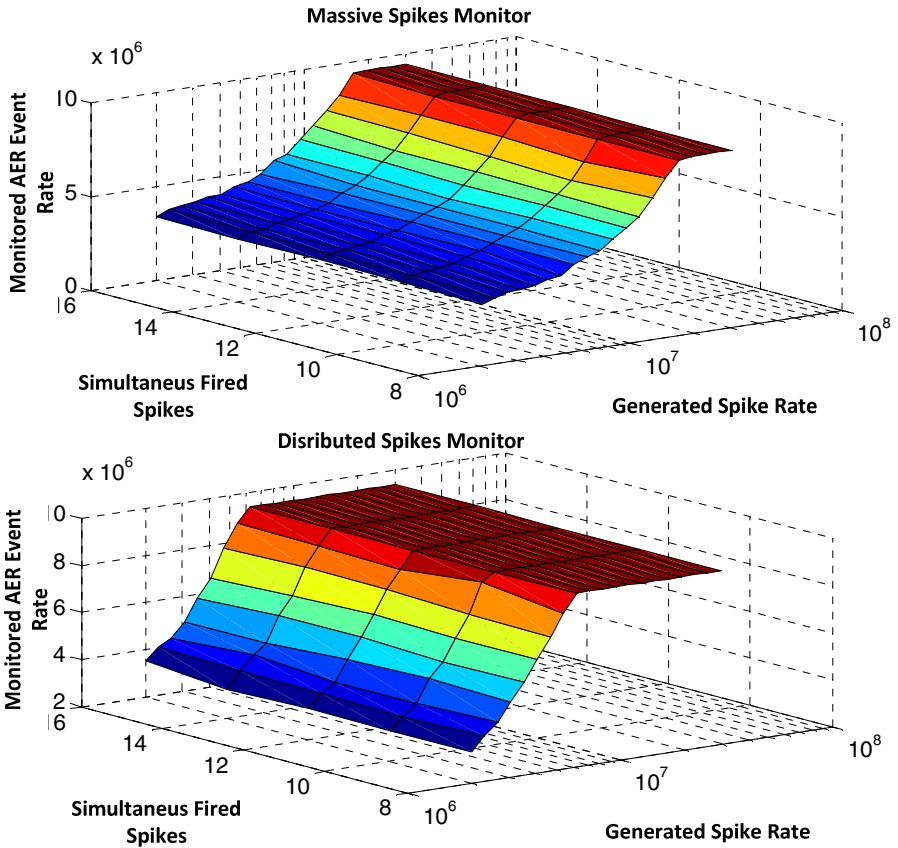 Massive Spikes Monitor
x 10^6
10
5
0
Monitored AER Event
Rate
16
14
12
10
8
Simultaneus Fired
Spikes
10^6
10^7
10^8
Generated Spike Rate
Disributed Spikes Monitor
x 10^6
0
8
6
4
2
Monitored AER Event
Rate
6
14
12
10
8
Simultaneus Fired
Spikes
10^6
10^7
10^8
Generated Spike Rate